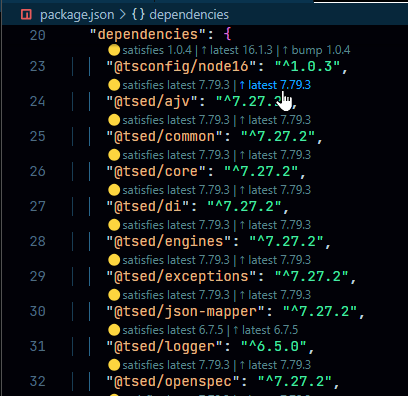 package.json > {} dependencies
20 "dependencies": {
satisfies 1.0.4 | ↑ latest 16.1.3 | ↑ bump 1.0.4
23 "@tsconfig/node16": "^1.0.3",
satisfies latest 7.79.3 | ↑ latest 7.79.3
24 "@tsed/ajv": "^7.27.2",
satisfies latest 7.79.3 | ↑ latest 7.79.3
25 "@tsed/common": "^7.27.2",
satisfies latest 7.79.3 | ↑ latest 7.79.3
26 "@tsed/core": "^7.27.2",
satisfies latest 7.79.3 | ↑ latest 7.79.3
27 "@tsed/di": "^7.27.2",
satisfies latest 7.79.3 | ↑ latest 7.79.3
28 "@tsed/engines": "^7.27.2",
satisfies latest 7.79.3 | ↑ latest 7.79.3
29 "@tsed/exceptions": "^7.27.2",
satisfies latest 7.79.3 | ↑ latest 7.79.3
30 "@tsed/json-mapper": "^7.27.2",
satisfies latest 6.7.5 | ↑ latest 6.7.5
31 "@tsed/logger": "^6.5.0",
satisfies latest 7.79.3 | ↑ latest 7.79.3
32 "@tsed/openspec": "^7.27.2",